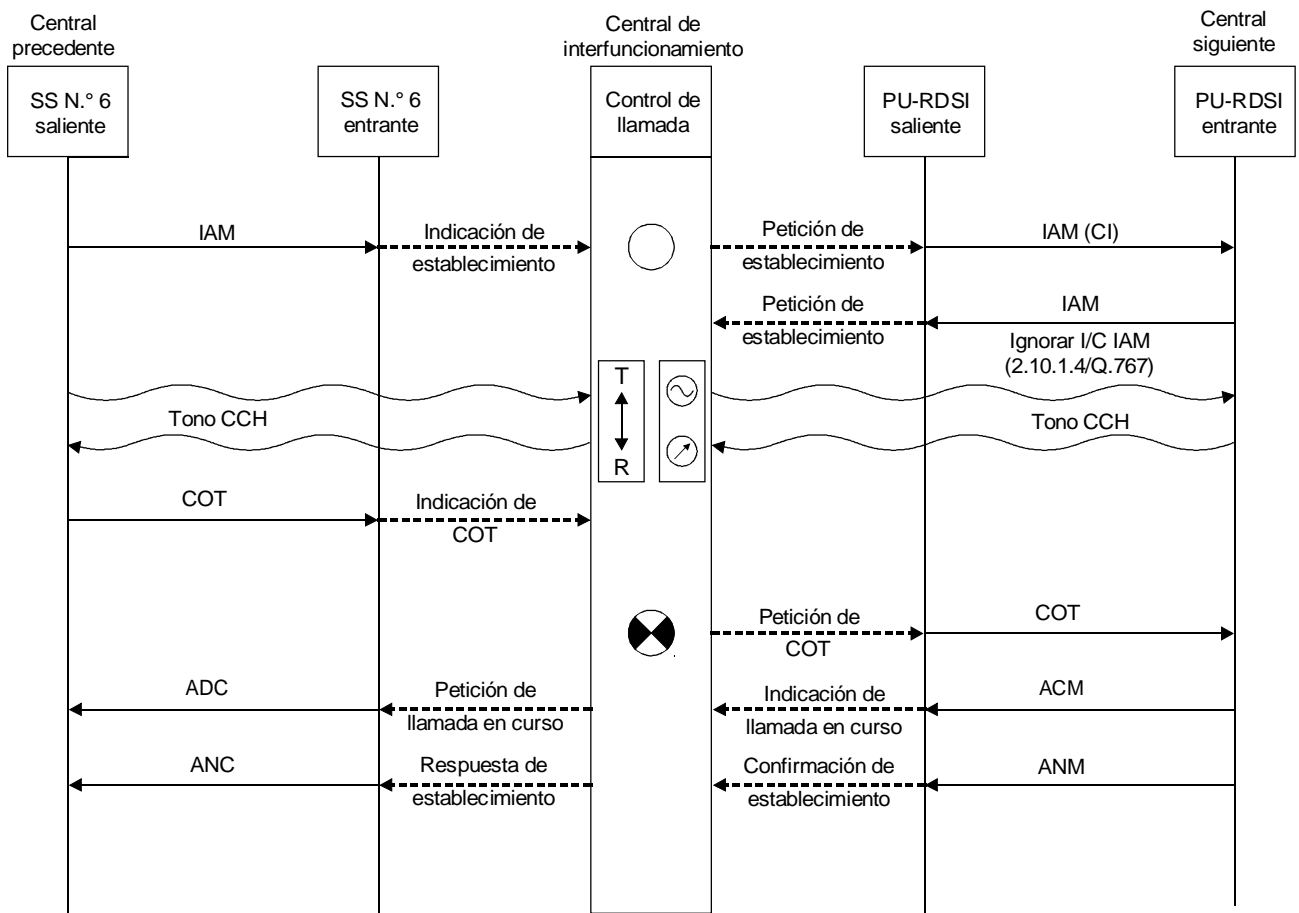 Central
precedente
Central de
interfuncionamiento
Central
siguiente
SS N.° 6
saliente
SS N.° 6
entrante
Control de
llamada
PU-RDSI
saliente
PU-RDSI
entrante
IAM
Indicación de
establecimiento
Petición de
establecimiento
IAM (CI)
Petición de
establecimiento
IAM
Ignorar I/C IAM
(2.10.1.4/Q.767)
T
R
Tono CCH
Tono CCH
COT
Indicación de
COT
Petición de
COT
COT
ADC
Petición de
llamada en curso
Indicación de
llamada en curso
ACM
ANC
Respuesta de
establecimiento
Confirmación de
establecimiento
ANM